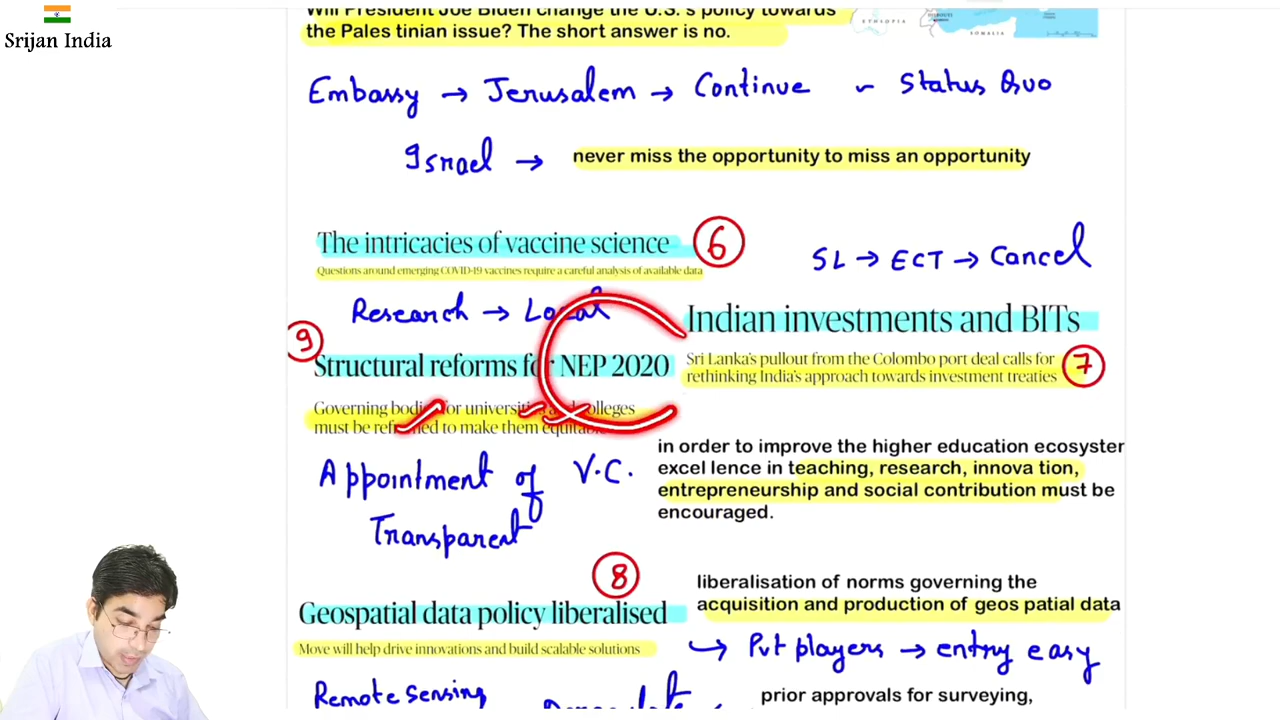 Srijan India
Will President Joe Biden change the U.S.'s policy towards
the Pales tinian issue? The short answer is no.
ETHIOPIA
DJIBOUTI
SOMALIA
Embassy → Jerusalem → Continue ~ Status Quo
Israel → never miss the opportunity to miss an opportunity
The intricacies of vaccine science 6
Questions around emerging COVID-19 vaccines require a careful analysis of available data
SL → ECT → Cancel
Research → Local
Indian investments and BITs
Sri Lanka's pullout from the Colombo port deal calls for
rethinking India's approach towards investment treaties 7
9
Structural reforms for NEP 2020
Governing bodies for universities and colleges
must be reformed to make them equitable
Appointment of V.C.
Transparent
in order to improve the higher education ecosyster
excel lence in teaching, research, innova tion,
entrepreneurship and social contribution must be
encouraged.
8
Geospatial data policy liberalised
Move will help drive innovations and build scalable solutions
liberalisation of norms governing the
acquisition and production of geos patial data
→ Pvt players → entry easy
Remote sensing
prior approvals for surveying,